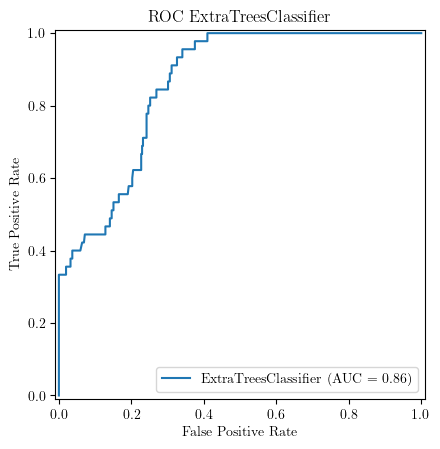 ROC ExtraTreesClassifier
1.0
0.8
0.6
0.4
0.2
0.0
True Positive Rate
ExtraTreesClassifier (AUC = 0.86)
0.0 0.2 0.4 0.6 0.8 1.0
False Positive Rate